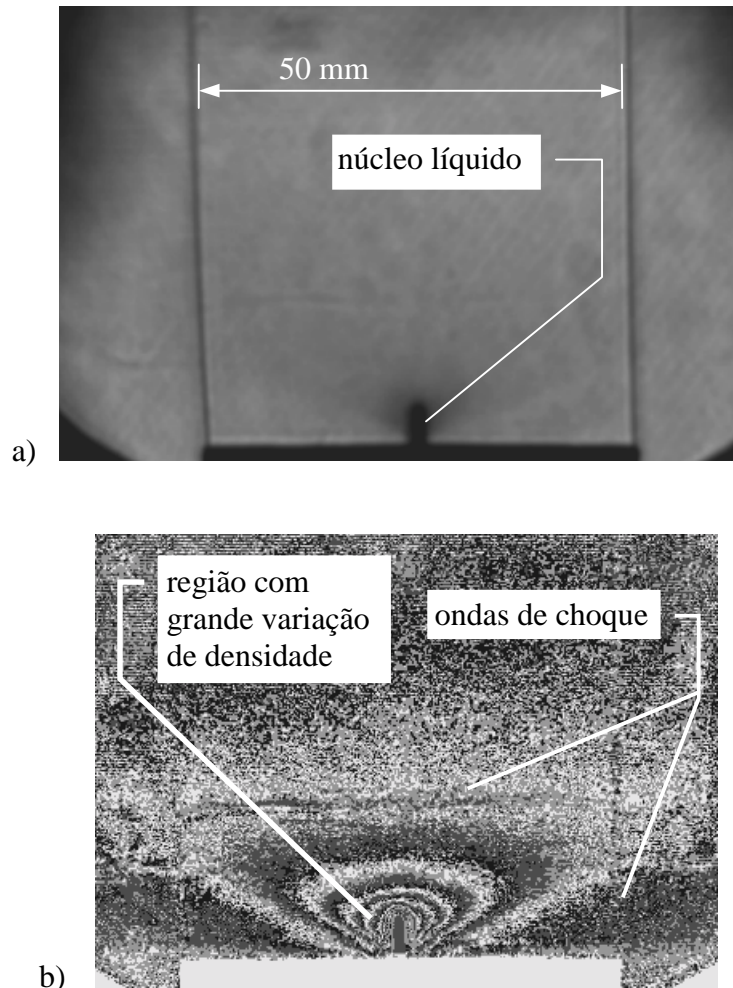 50 mm
núcleo líquido
a)
região com
grande variação
de densidade
ondas de choque
b)